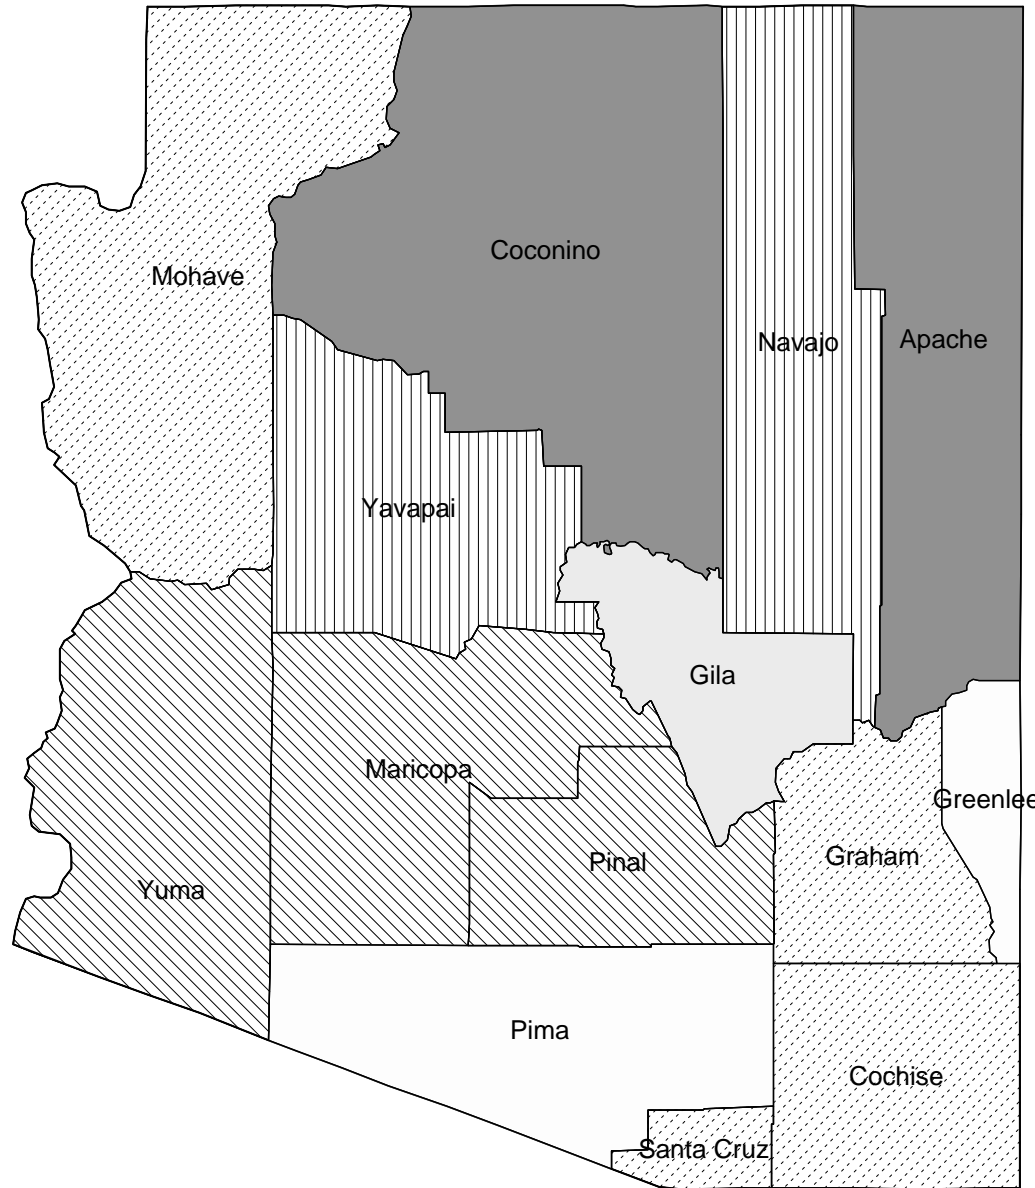 Coconino
Mohave
Navajo
Apache
Yavapai
Gila
Maricopa
Greenlee
Graham
Pinal
Yuma
Pima
Cochise
Santa Cruz